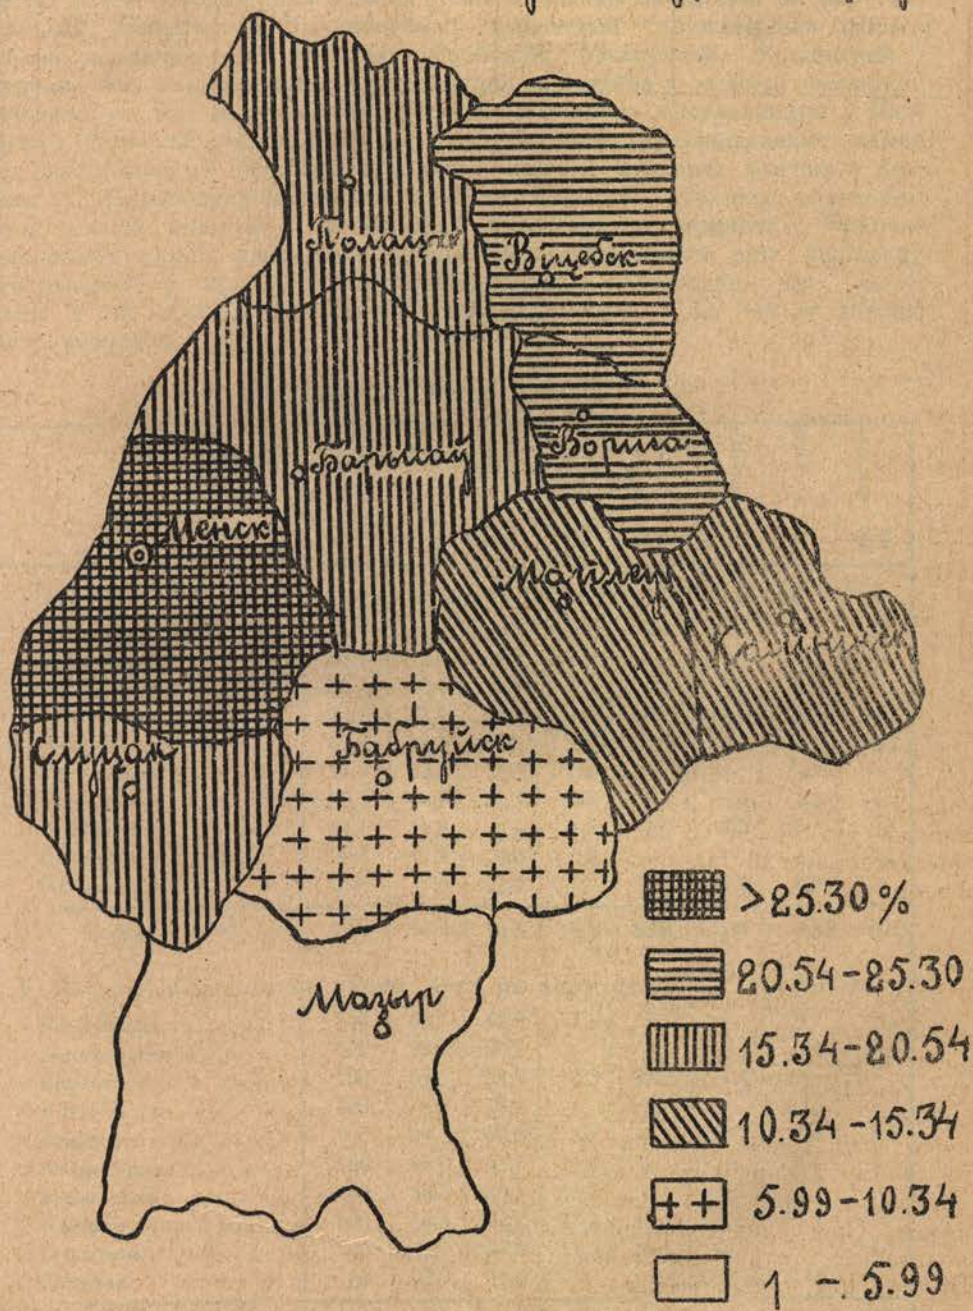 Полацк
Віцебск
Ворша
Барысаў
Менск
Магілеў
Слуцак
Бабруйск
Мазыр
>25.30%
20.54-25.30
15.34-20.54
10.34-15.34
5.99-10.34
1 - 5.99